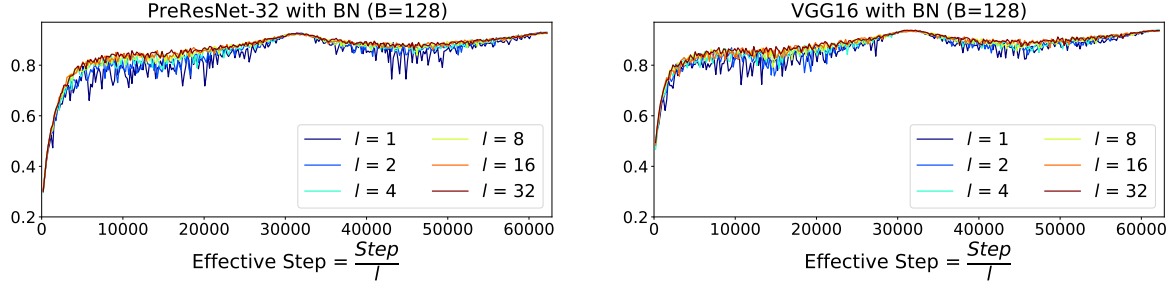 PreResNet-32 with BN (B=128)
0.8
0.6
0.4
0.2
l = 1
l = 2
l = 4
l = 8
l = 16
l = 32
0 10000 20000 30000 40000 50000 60000
Effective Step = Step / l
VGG16 with BN (B=128)
0.8
0.6
0.4
0.2
l = 1
l = 2
l = 4
l = 8
l = 16
l = 32
0 10000 20000 30000 40000 50000 60000
Effective Step = Step / l